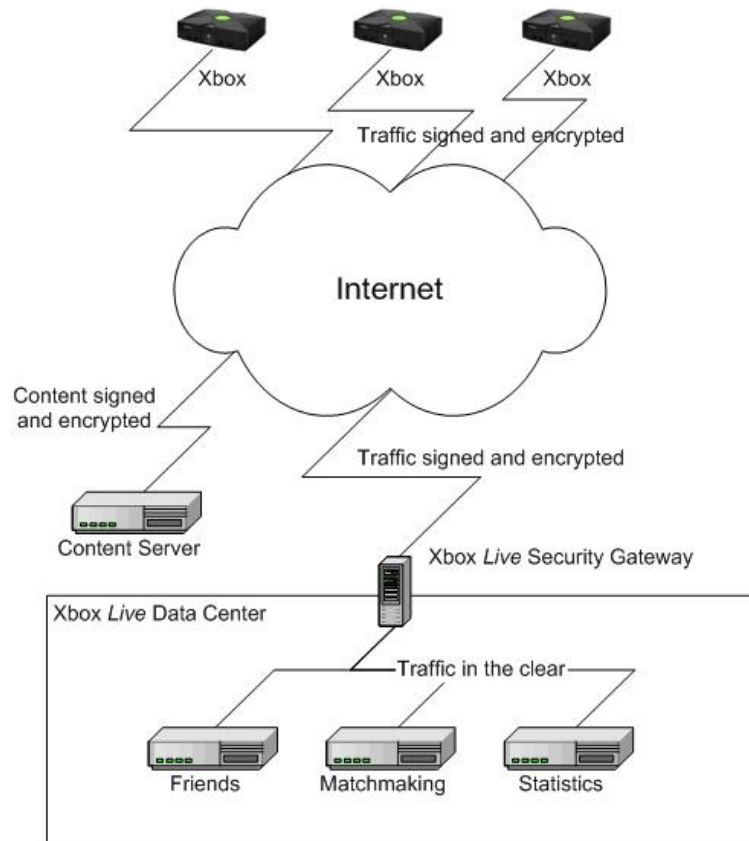 Xbox
Xbox
Xbox
Traffic signed and encrypted
Internet
Content signed
and encrypted
Traffic signed and encrypted
Content Server
Xbox Live Security Gateway
Xbox Live Data Center
Traffic in the clear
Friends
Matchmaking
Statistics